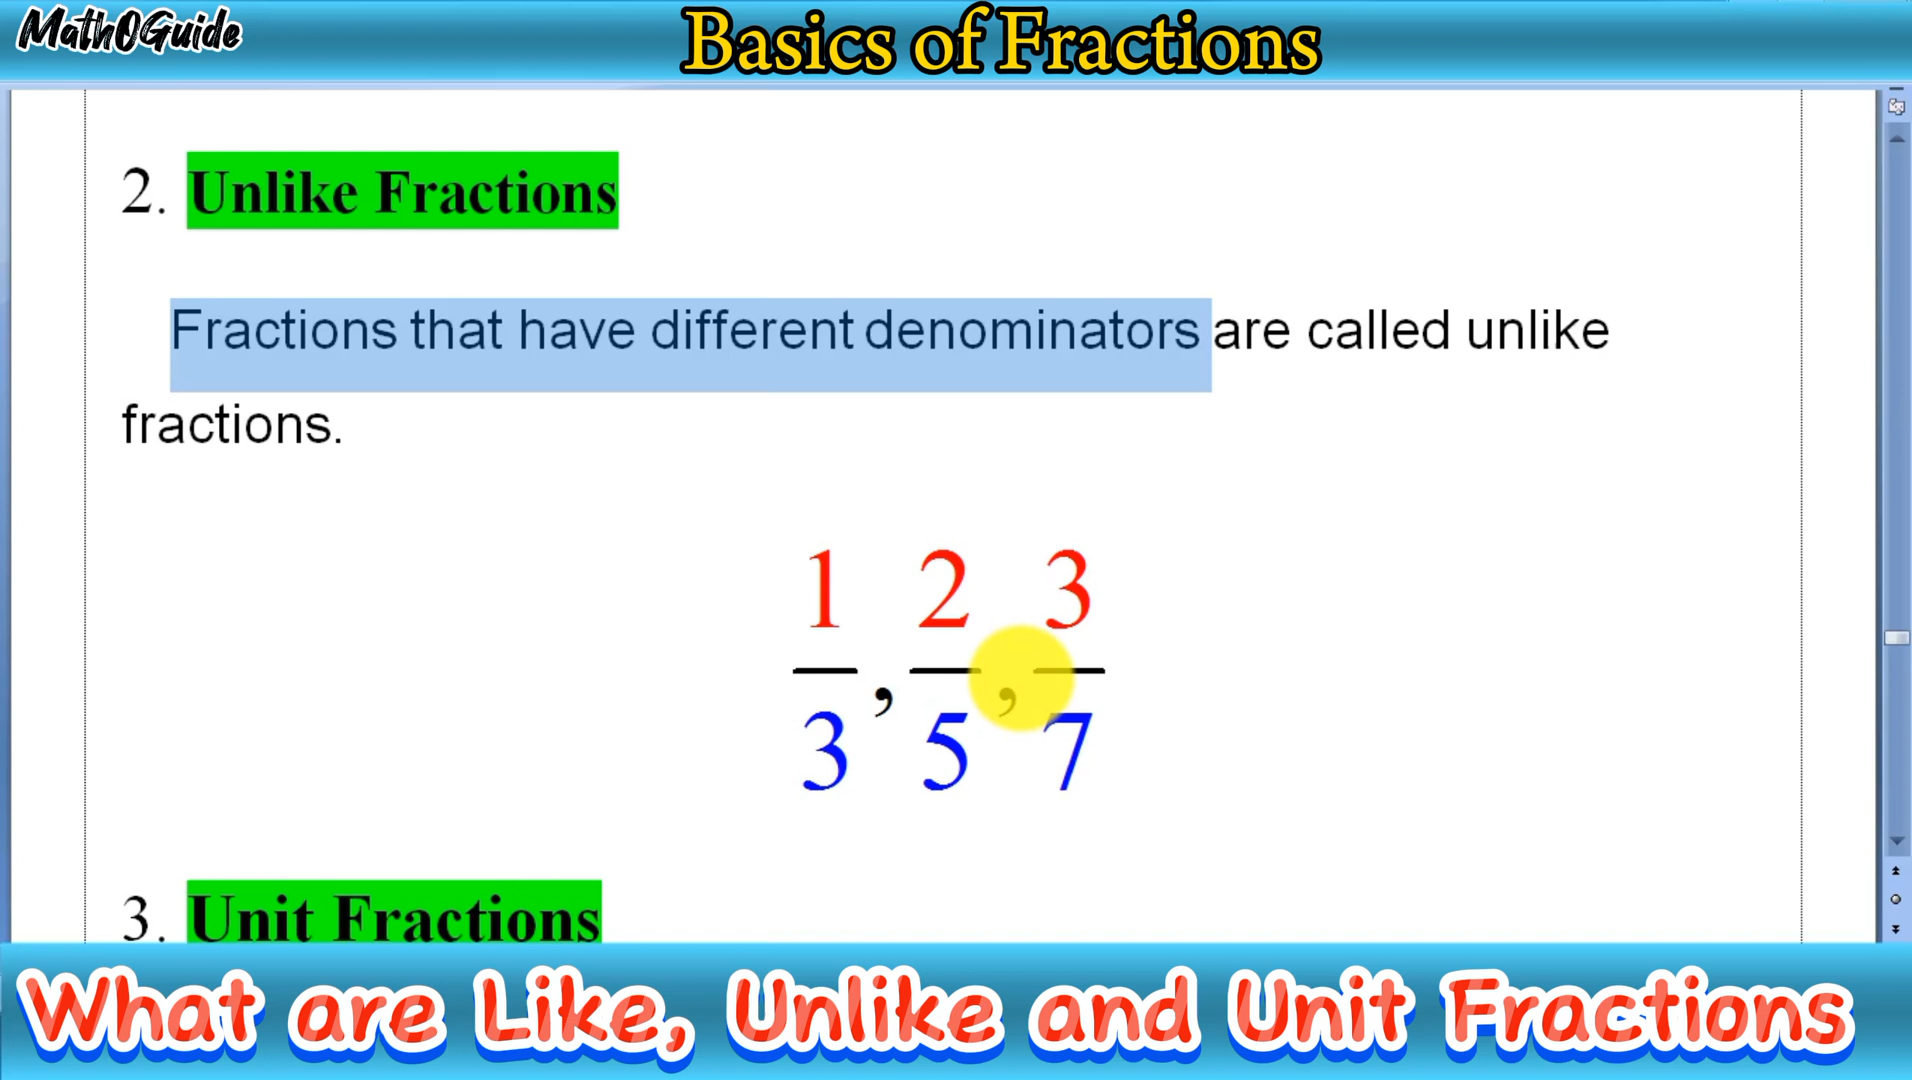 MathOGuide
Basics of Fractions
2. Unlike Fractions
Fractions that have different denominators are called unlike
fractions.
1/3, 2/5, 3/7
3. Unit Fractions
What are Like, Unlike and Unit Fractions